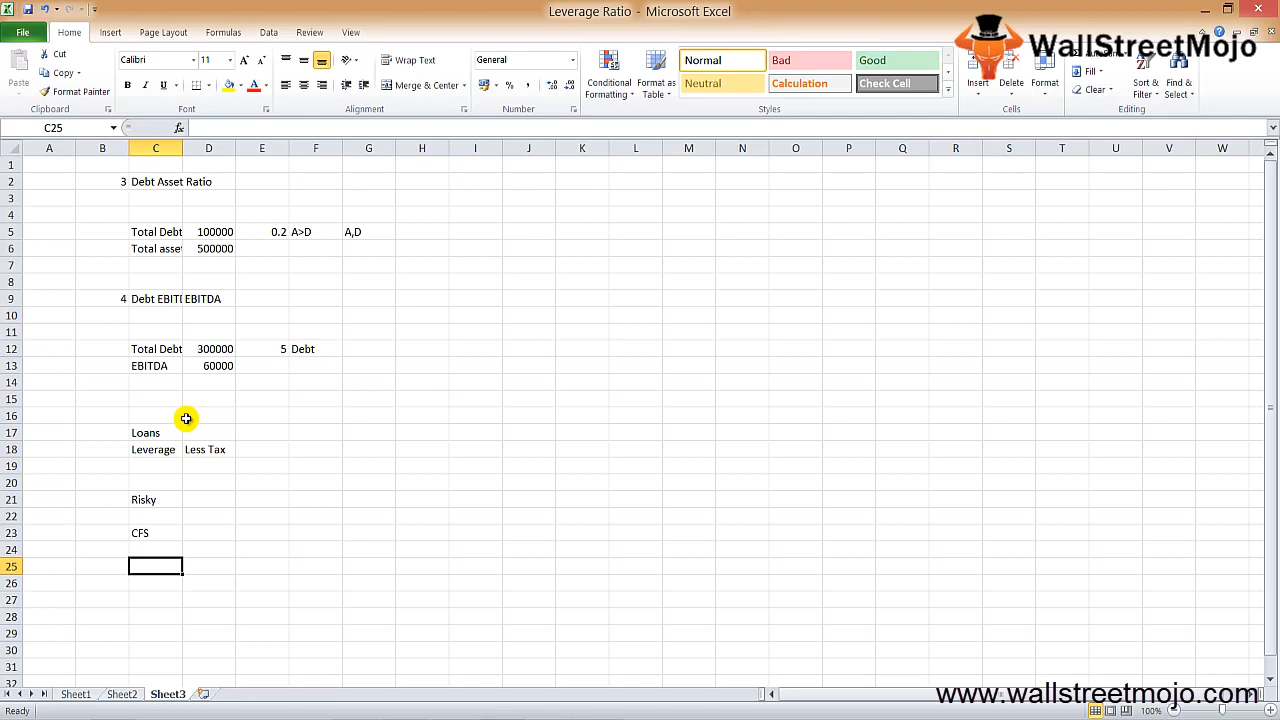 Leverage Ratio - Microsoft Excel
File Home Insert Page Layout Formulas Data Review View
WallStreetMojo
Paste Cut Copy Format Painter Clipboard
Calibri 11 B I U A Font
Wrap Text Merge & Center Alignment
General % Number
Conditional Formatting Format as Table
Normal Bad Good
Neutral Calculation Check Cell
Styles
Insert Delete Format Cells
Fill Clear Sort & Filter Find & Select Editing
C25 fx
A B C D E F G H I J K L M N O P Q R S T U V W
1
2 3 Debt Asset Ratio
3
4
5 Total Debt 100000 0.2 A>D A,D
6 Total asset 500000
7
8
9 4 Debt EBITD EBITDA
10
11
12 Total Debt 300000 5 Debt
13 EBITDA 60000
14
15
16
17 Loans
18 Leverage Less Tax
19
20
21 Risky
22
23 CFS
24
25
26
27
28
29
30
31
32
Sheet1 Sheet2 Sheet3
www.wallstreetmojo.com
Ready 100%